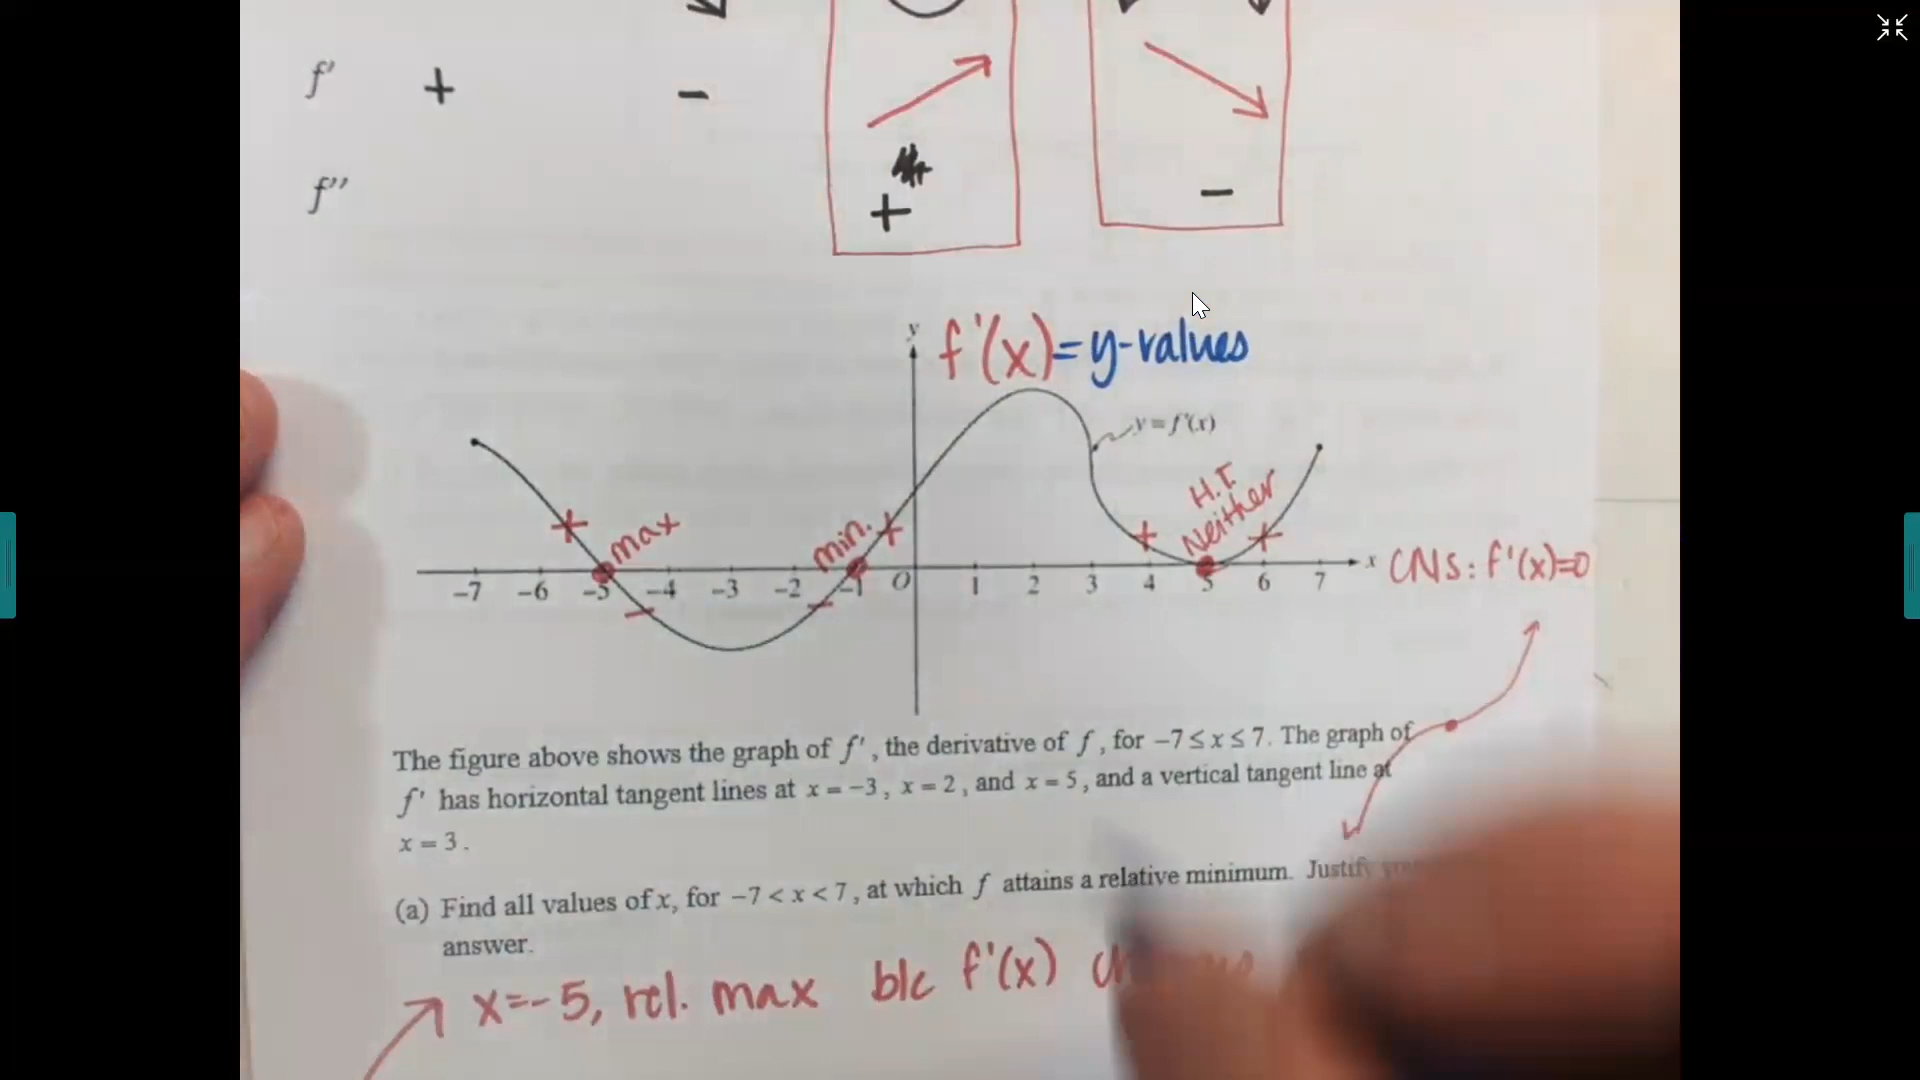 f' + -
f'' + -
f'(x) = y-values
y
y = f'(x)
H.T.
Neither
max
min.
x CNs: f'(x)=0
-7 -6 -5 -4 -3 -2 -1 O 1 2 3 4 5 6 7
The figure above shows the graph of f', the derivative of f, for −7 ≤ x ≤ 7. The graph of
f' has horizontal tangent lines at x = −3, x = 2, and x = 5, and a vertical tangent line at
x = 3.
(a) Find all values of x, for −7 < x < 7, at which f attains a relative minimum. Justify
answer.
x=-5, rel. max b/c f'(x)